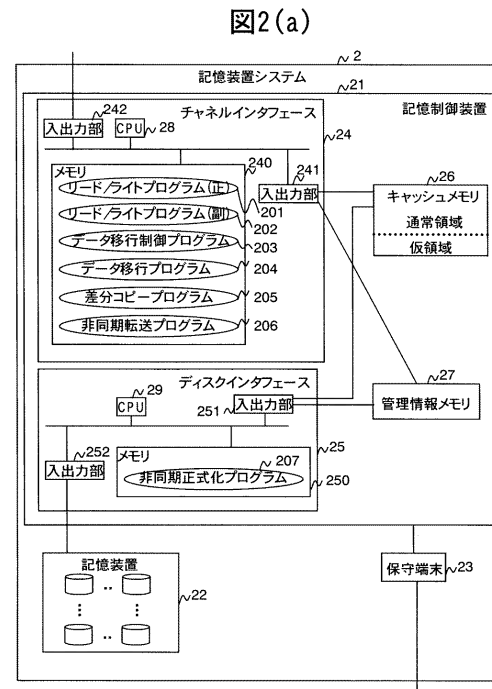 図2(a)
2
記憶装置システム
21
記憶制御装置
チャネルインタフェース
24
242
入出力部
CPU
28
メモリ
240
241
入出力部
リード/ライトプログラム(正)
201
リード/ライトプログラム(副)
202
データ移行制御プログラム
203
データ移行プログラム
204
差分コピープログラム
205
非同期転送プログラム
206
26
キャッシュメモリ
通常領域
仮領域
27
管理情報メモリ
ディスクインタフェース
29
CPU
251
入出力部
25
252
入出力部
メモリ
207
非同期正式化プログラム
250
記憶装置
22
保守端末
23